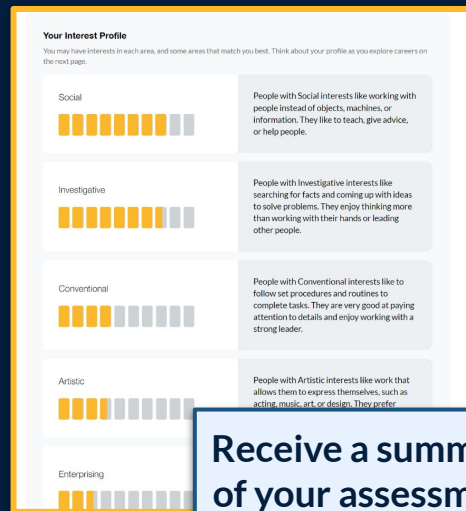 Your Interest Profile
You may have interests in each area, and some areas that match you best. Think about your profile as you explore careers on
the next page.
Social
People with Social interests like working with
people instead of objects, machines, or
information. They like to teach, give advice,
or help people.
Investigative
People with Investigative interests like
searching for facts and coming up with ideas
to solve problems. They enjoy thinking more
than working with their hands or leading
other people.
Conventional
People with Conventional interests like to
follow set procedures and routines to
complete tasks. They are very good at paying
attention to details and enjoy working with a
strong leader.
Artistic
People with Artistic interests like work that
allows them to express themselves, such as
acting, music, art, or design. They prefer
Enterprising
Receive a summ
of your assessm